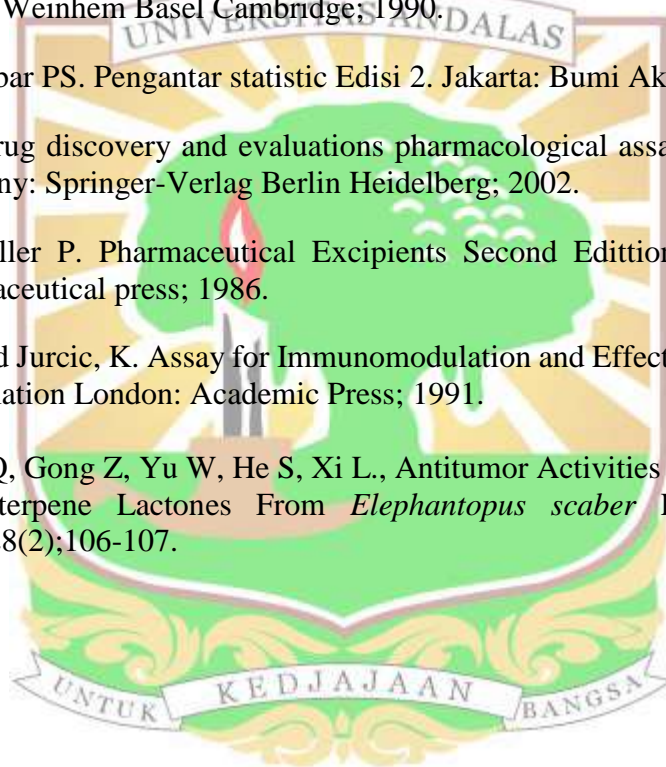 Weinhem Basel Cambridge; 1990.
UNIVERSITAS ANDALAS
bar PS. Pengantar statistic Edisi 2. Jakarta: Bumi Ak
rug discovery and evaluations pharmacological assa
ny: Springer-Verlag Berlin Heidelberg; 2002.
ller P. Pharmaceutical Excipients Second Edittion
aceutical press; 1986.
d Jurcic, K. Assay for Immunomodulation and Effect
ation London: Academic Press; 1991.
Q, Gong Z, Yu W, He S, Xi L., Antitumor Activities
terpene Lactones From Elephantopus scaber
8(2);106-107.
UNTUK KEDJAJAAN BANGSA